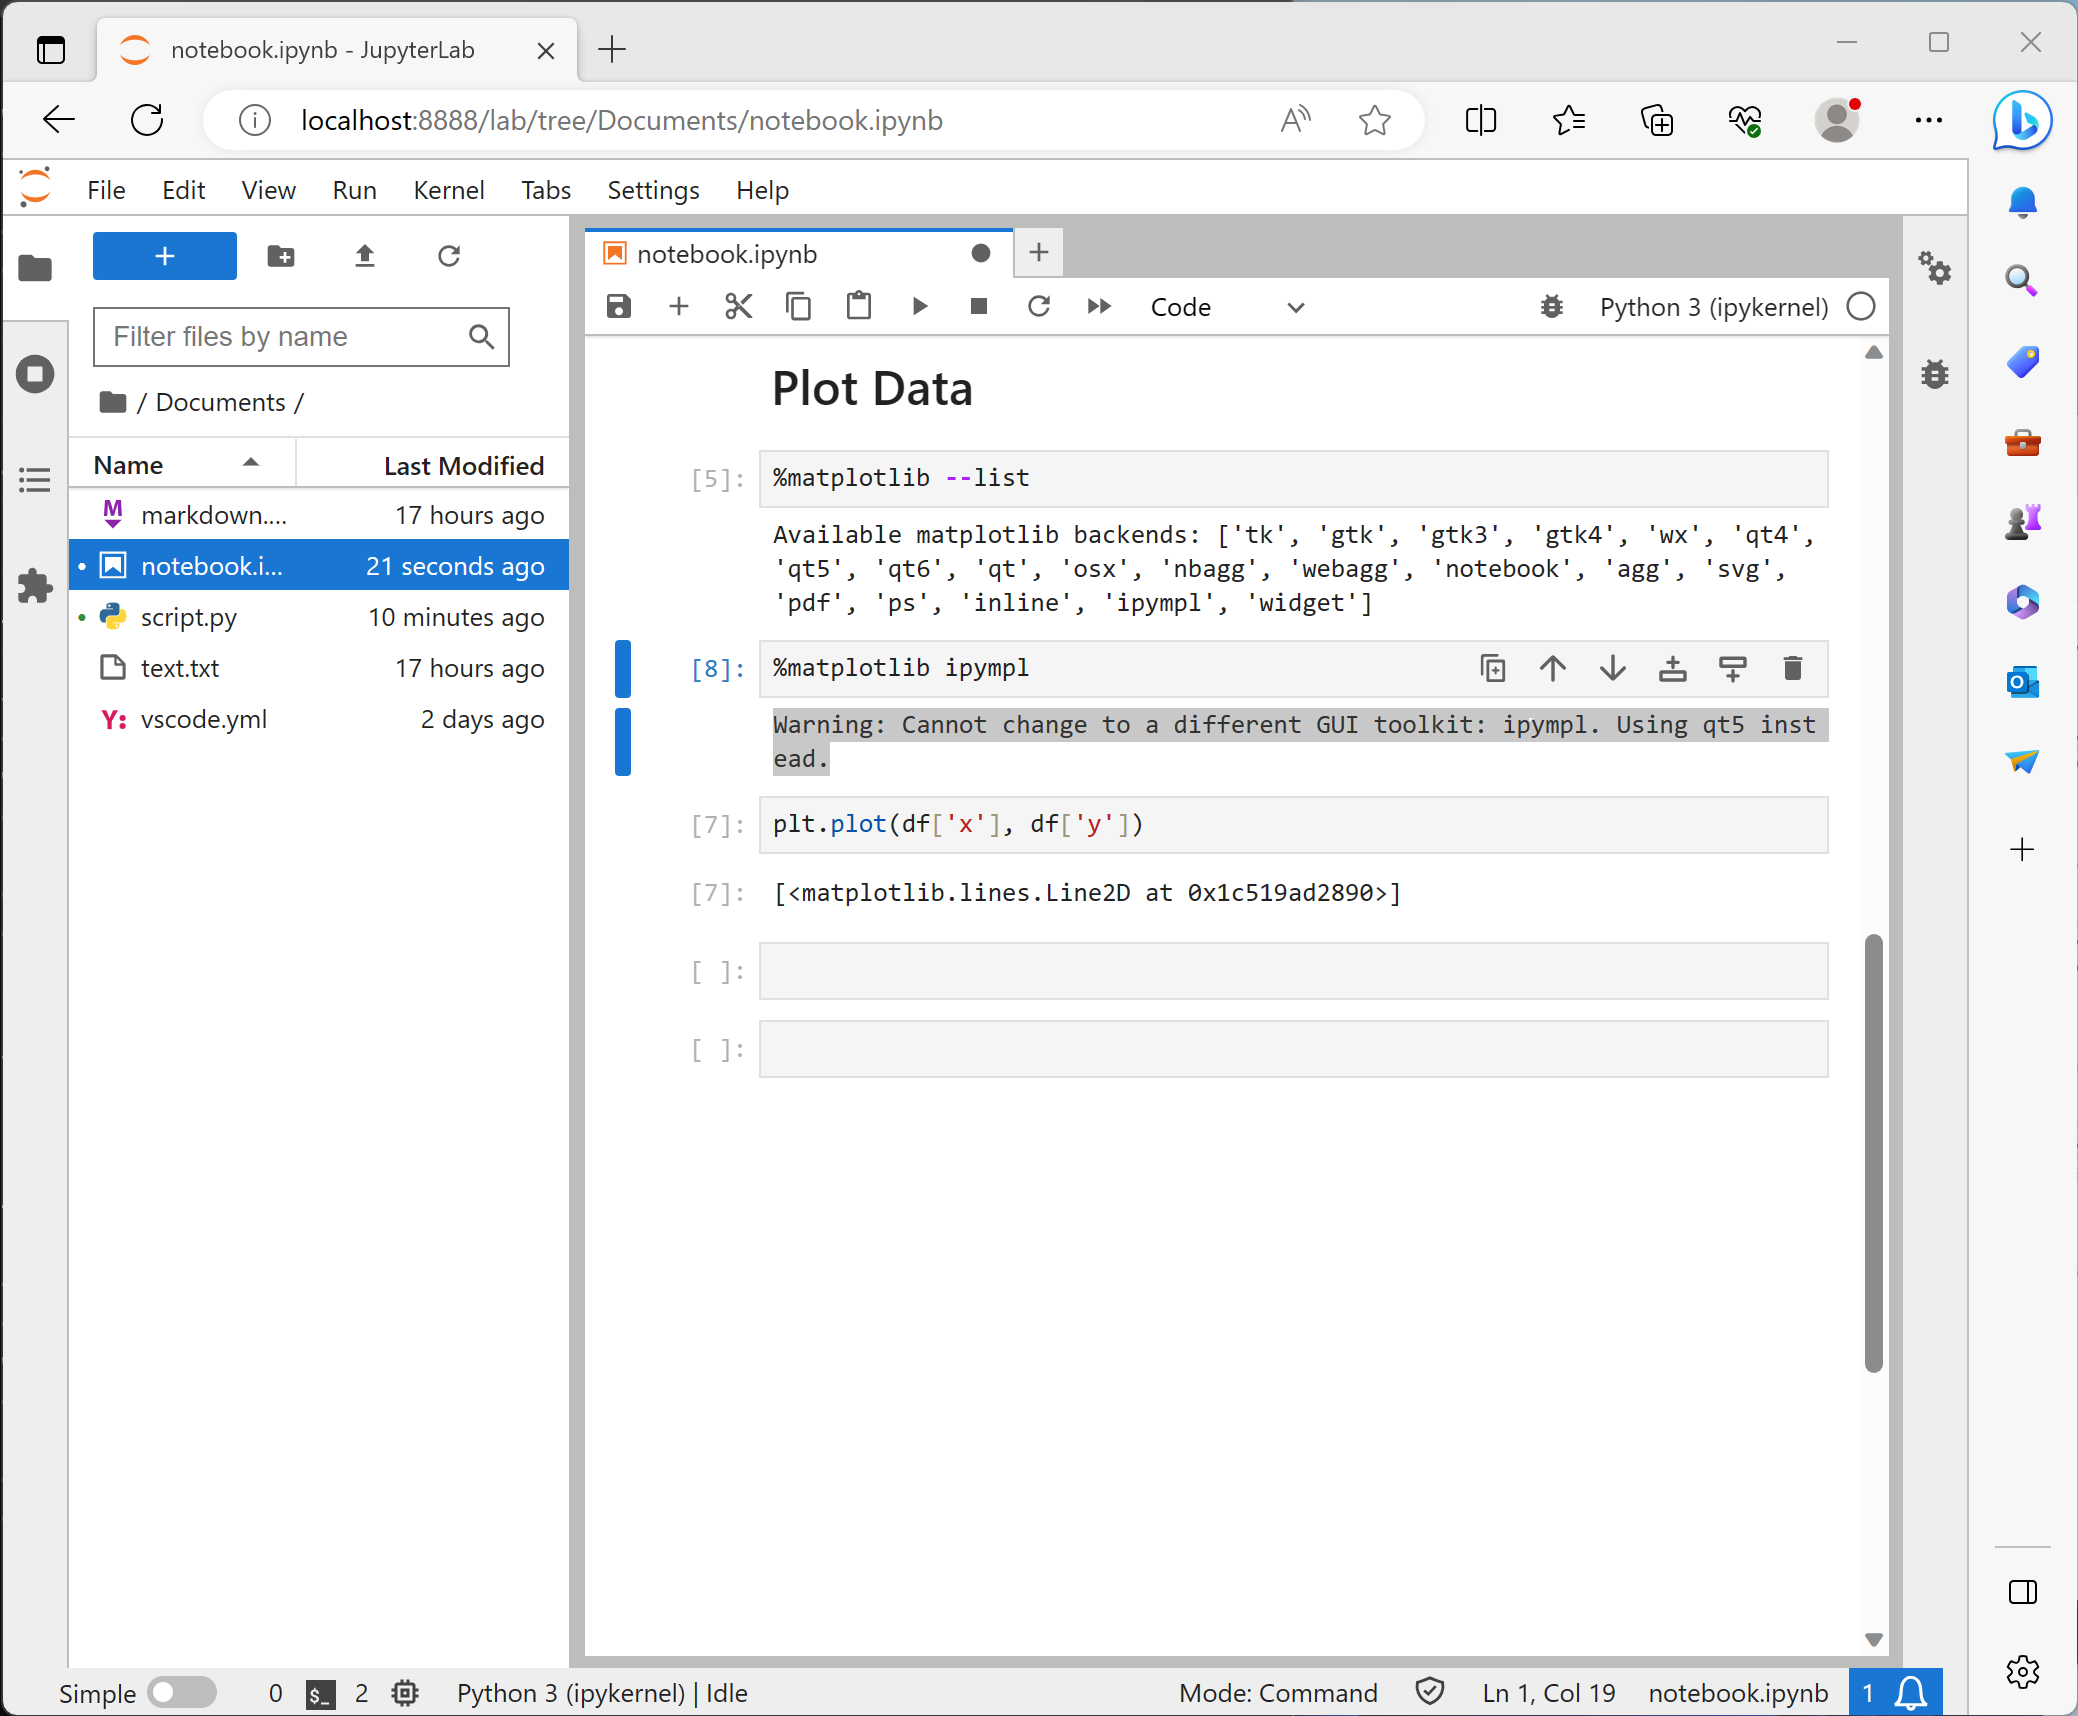 notebook.ipynb - JupyterLab
localhost:8888/lab/tree/Documents/notebook.ipynb
File Edit View Run Kernel Tabs Settings Help
Filter files by name
/ Documents /
Name Last Modified
markdown.... 17 hours ago
notebook.i... 21 seconds ago
script.py 10 minutes ago
text.txt 17 hours ago
vscode.yml 2 days ago
notebook.ipynb
Code Python 3 (ipykernel)
Plot Data
[5]: %matplotlib --list
Available matplotlib backends: ['tk', 'gtk', 'gtk3', 'gtk4', 'wx', 'qt4',
'qt5', 'qt6', 'qt', 'osx', 'nbagg', 'webagg', 'notebook', 'agg', 'svg',
'pdf', 'ps', 'inline', 'ipympl', 'widget']
[8]: %matplotlib ipympl
Warning: Cannot change to a different GUI toolkit: ipympl. Using qt5 inst
ead.
[7]: plt.plot(df['x'], df['y'])
[7]: [<matplotlib.lines.Line2D at 0x1c519ad2890>]
[ ]:
[ ]:
Simple 0 $_ 2 Python 3 (ipykernel) | Idle Mode: Command Ln 1, Col 19 notebook.ipynb 1